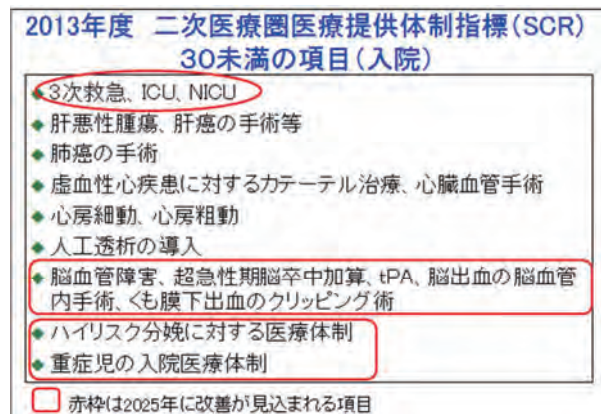 2013年度 二次医療圏医療提供体制指標(SCR)
30未満の項目(入院)
◆3次救急、ICU、NICU
◆肝悪性腫瘍、肝癌の手術等
◆肺癌の手術
◆虚血性心疾患に対するカテーテル治療、心臓血管手術
◆心房細動、心房粗動
◆人工透析の導入
◆脳血管障害、超急性期脳卒中加算、tPA、脳出血の脳血管
内手術、くも膜下出血のクリッピング術
◆ハイリスク分娩に対する医療体制
◆重症児の入院医療体制
赤枠は2025年に改善が見込まれる項目